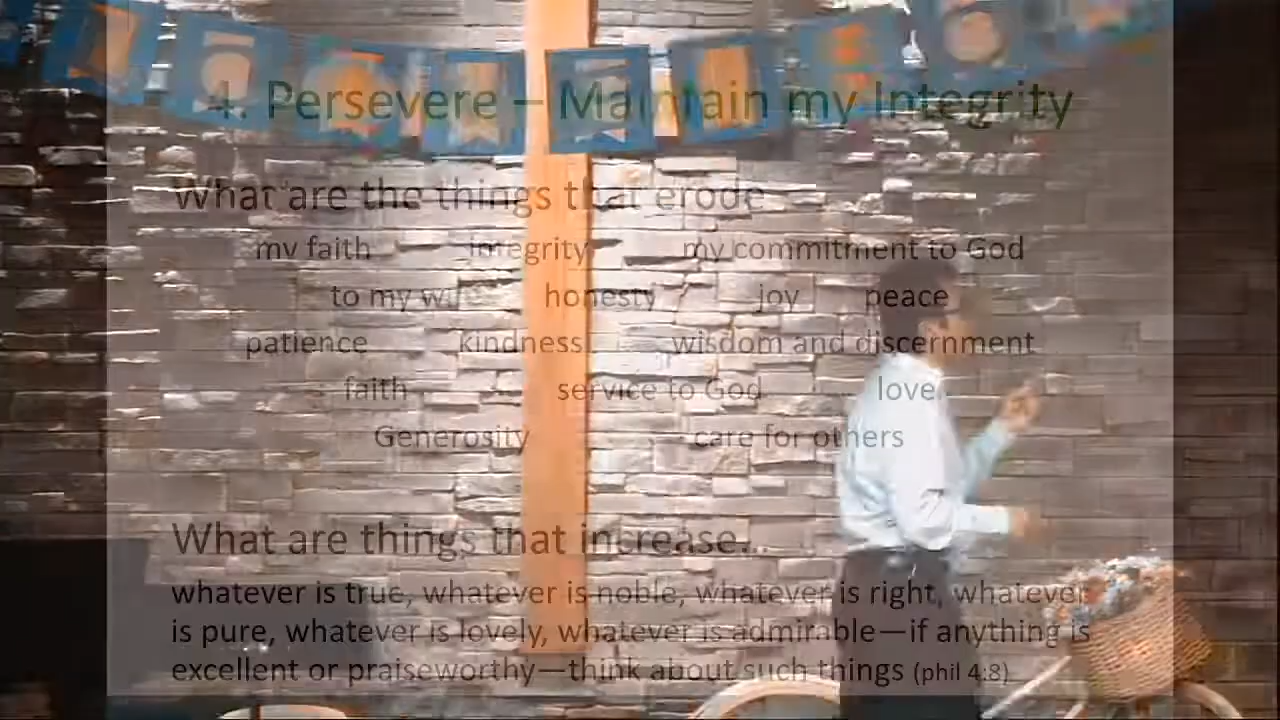 4. Persevere – Maintain my Integrity
What are the things that erode
my faith integrity my commitment to God
to my wife honesty joy peace
patience kindness wisdom and discernment
faith service to God love
Generosity care for others
What are things that increase...
whatever is true, whatever is noble, whatever is right, whatever
is pure, whatever is lovely, whatever is admirable—if anything is
excellent or praiseworthy—think about such things (phil 4:8)